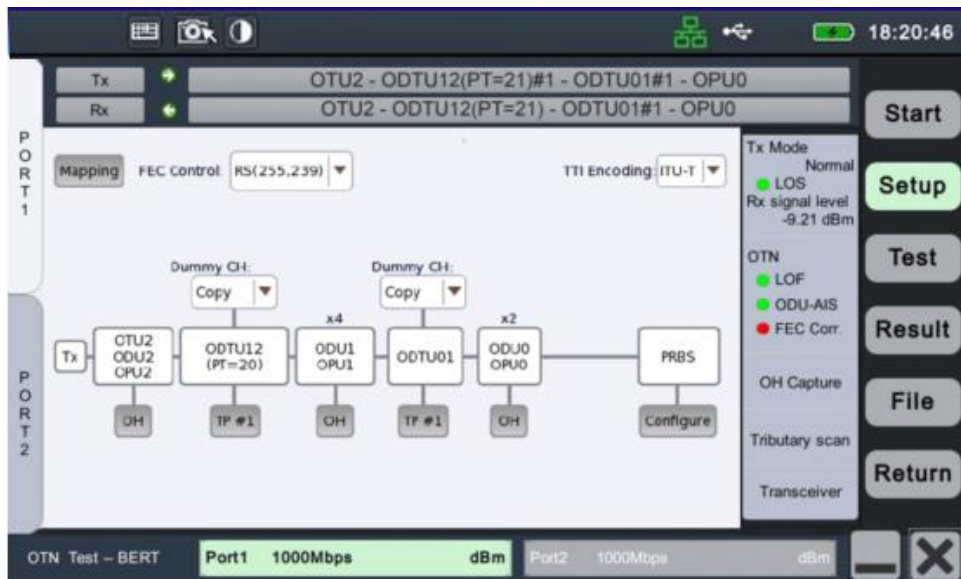 18:20:46
Tx OTU2 - ODTU12(PT=21)#1 - ODTU01#1 - OPU0
Rx OTU2 - ODTU12(PT=21) - ODTU01#1 - OPU0
PORT 1
PORT 2
Mapping FEC Control: RS(255,239) TTI Encoding: ITU-T
Dummy CH: Dummy CH:
Copy Copy
x4 x2
Tx
OTU2
ODU2
OPU2
ODTU12
(PT=20)
ODU1
OPU1
ODTU01
ODU0
OPU0
PRBS
OH TP #1 OH TP #1 OH Configure
Tx Mode
Normal
LOS
Rx signal level
-9.21 dBm
OTN
LOF
ODU-AIS
FEC Corr.
OH Capture
Tributary scan
Transceiver
Start
Setup
Test
Result
File
Return
OTN Test – BERT Port1 1000Mbps dBm Port2 1000Mbps dBm